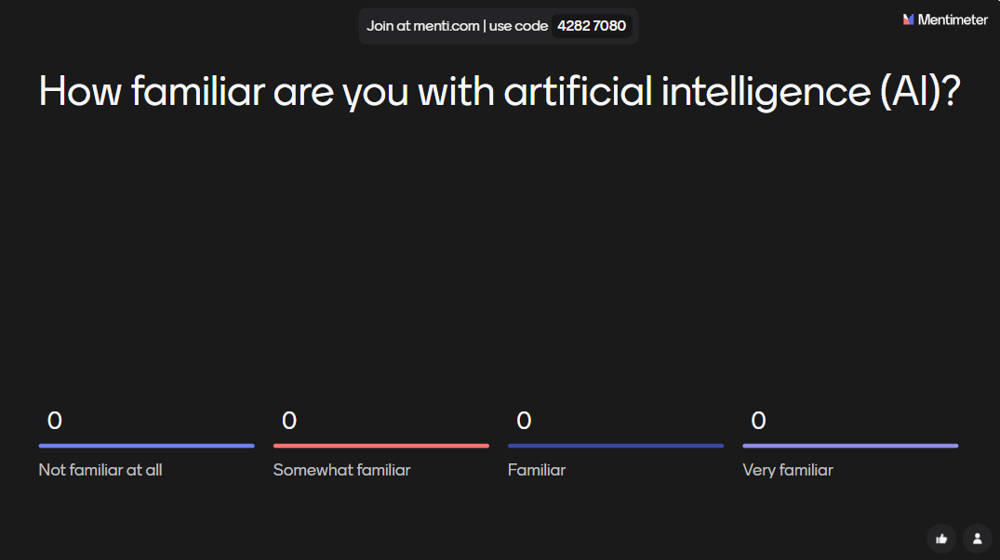 Join at menti.com | use code 4282 7080
Mentimeter
How familiar are you with artificial intelligence (AI)?
0 0 0 0
Not familiar at all Somewhat familiar Familiar Very familiar